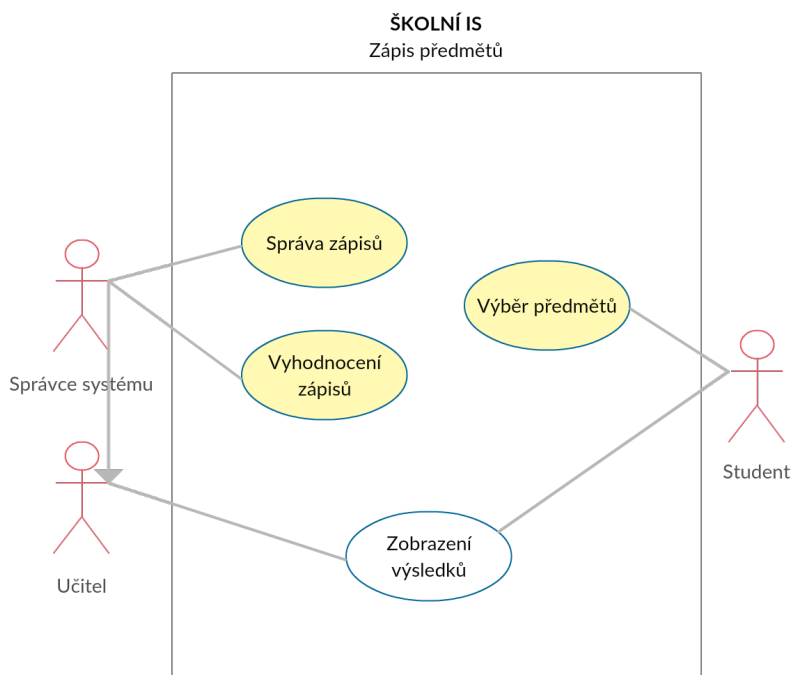 ŠKOLNÍ IS
Zápis předmětů
Správa zápisů
Výběr předmětů
Vyhodnocení
zápisů
Správce systému
Student
Zobrazení
výsledků
Učitel